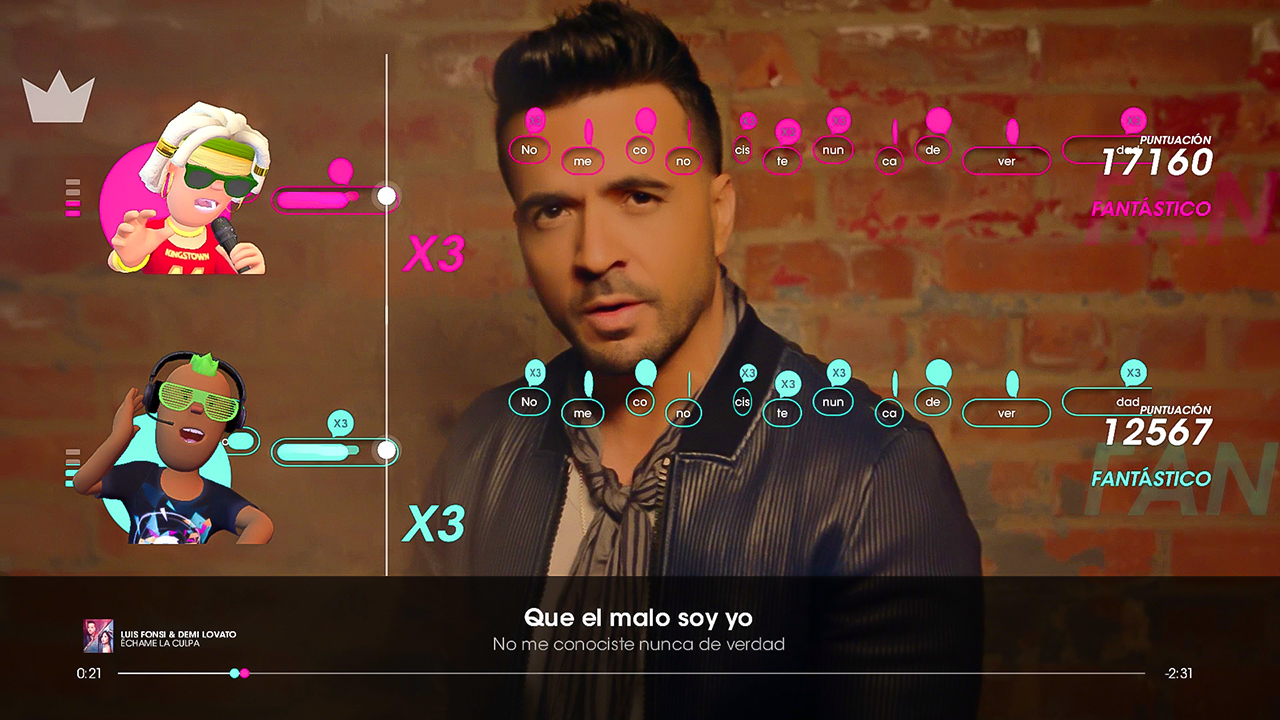 X3 X3 X3 X3 X3
No me co no cis te nun ca de ver dad
PUNTUACIÓN
17160
FANTÁSTICO
FAN
KINGSTOWN
X3
X3 X3 X3 X3 X3
No me co no cis te nun ca de ver dad
PUNTUACIÓN
12567
X3
FANTÁSTICO
FAN
X3
Que el malo soy yo
No me conociste nunca de verdad
LUIS FONSI & DEMI LOVATO
ÉCHAME LA CULPA
0:21
-2:31